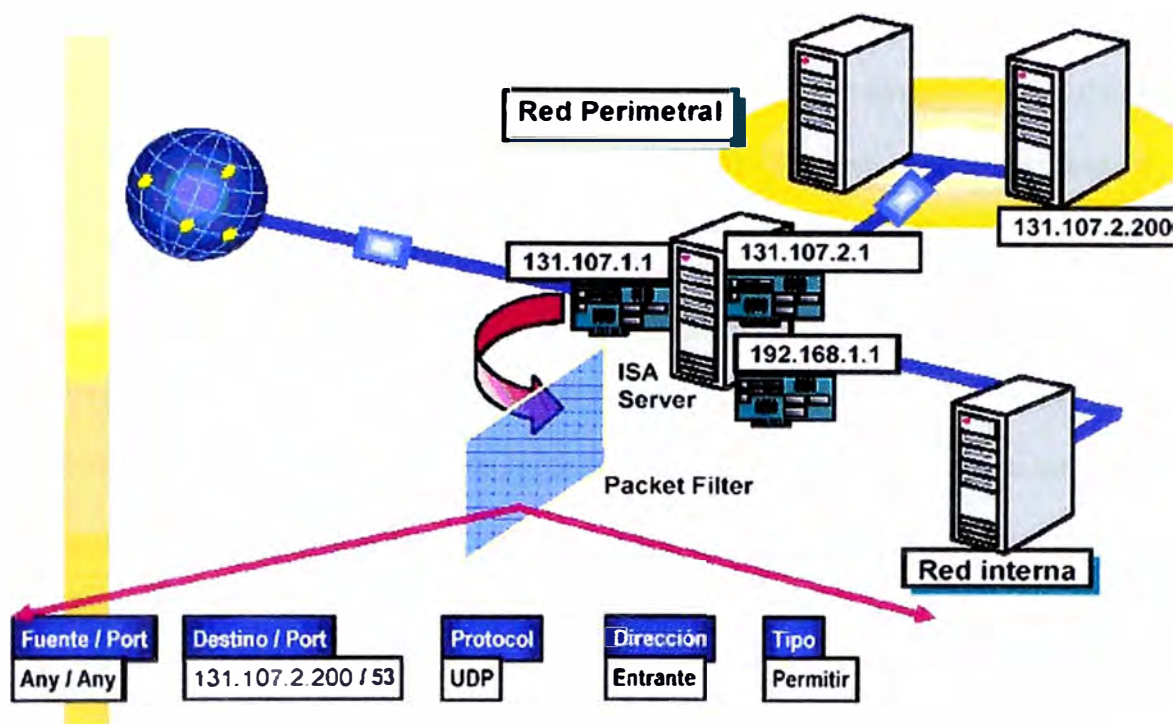 Red Perimetral
131.107.2.200
131.107.1.1
131.107.2.1
192.168.1.1
ISA
Server
Packet Filter
Red interna
Fuente / Port
Destino / Port
Protocol
Dirección
Tipo
Any / Any
131.107.2.200 / 53
UDP
Entrante
Permitir